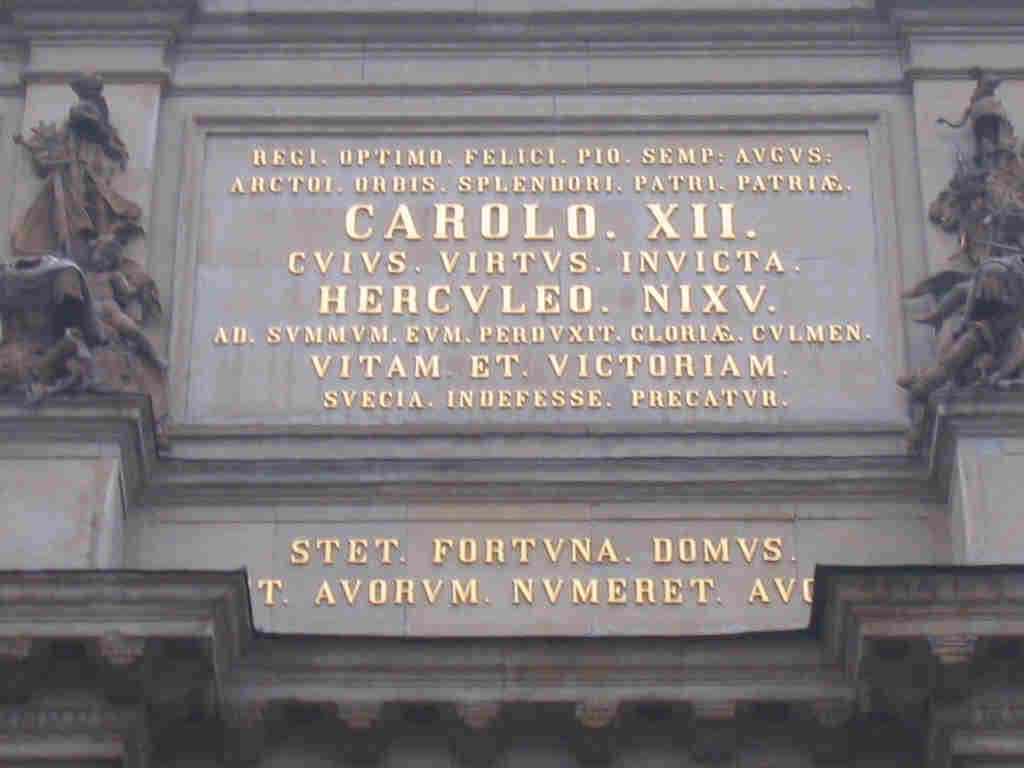 REGI. OPTIMO. FELICI. PIO. SEMP: AVGVS:
ARCTOI. ORBIS. SPLENDORI. PATRI. PATRIÆ.
CAROLO. XII.
CVIVS. VIRTVS. INVICTA.
HERCVLEO. NIXV.
AD. SVMMVM. EVM. PERDVXIT. GLORIÆ. CVLMEN.
VITAM. ET. VICTORIAM.
SVECIA. INDEFESSE. PRECATVR.
STET. FORTVNA. DOMVS.
T. AVORVM. NVMERET. AVO